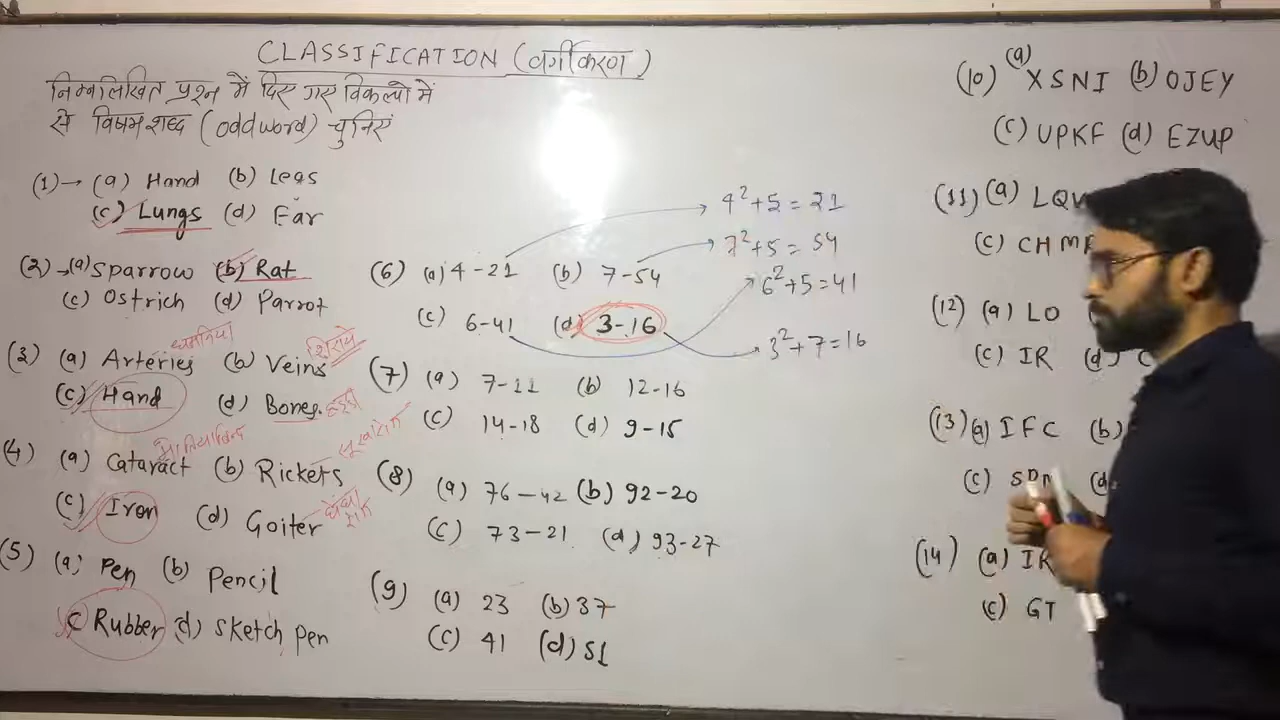 CLASSIFICATION (वर्गीकरण)
निम्नलिखित प्रश्न में दिए गए विकल्पो में
से विषम शब्द (odd word) चुनिएं
(1)→ (a) Hand (b) Legs
(c) Lungs (d) Ear
(2)→(a) Sparrow (b) Rat
(c) Ostrich (d) Parrot
धमनिया शिराये
(3) (a) Arteries (b) Veins
(c) Hand (d) Bones हड्डी
मोतियाबिन्द
(4) (a) Cataract (b) Rickets
(c) Iron (d) Goiter
(5) (a) Pen (b) Pencil
(c) Rubber (d) Sketch pen
(6) (a) 4-21 (b) 7-54
(c) 6-41 (d) 3-16
4²+5=21
7²+5=54
6²+5=41
3²+7=16
(7) (a) 7-11 (b) 12-16
(c) 14-18 (d) 9-15
(8) (a) 76-42 (b) 92-20
(c) 73-21 (d) 93-27
(9) (a) 23 (b) 37
(c) 41 (d) 51
(10) (a) XSNI (b) OJEY
(c) UPKF (d) EZUP
(11) (a) LQ
(c) CHM
(12) (a) LO
(c) IR (d)
(13) (a) IFC (b)
(c) (d)
(14) (a) IR
(c) GT